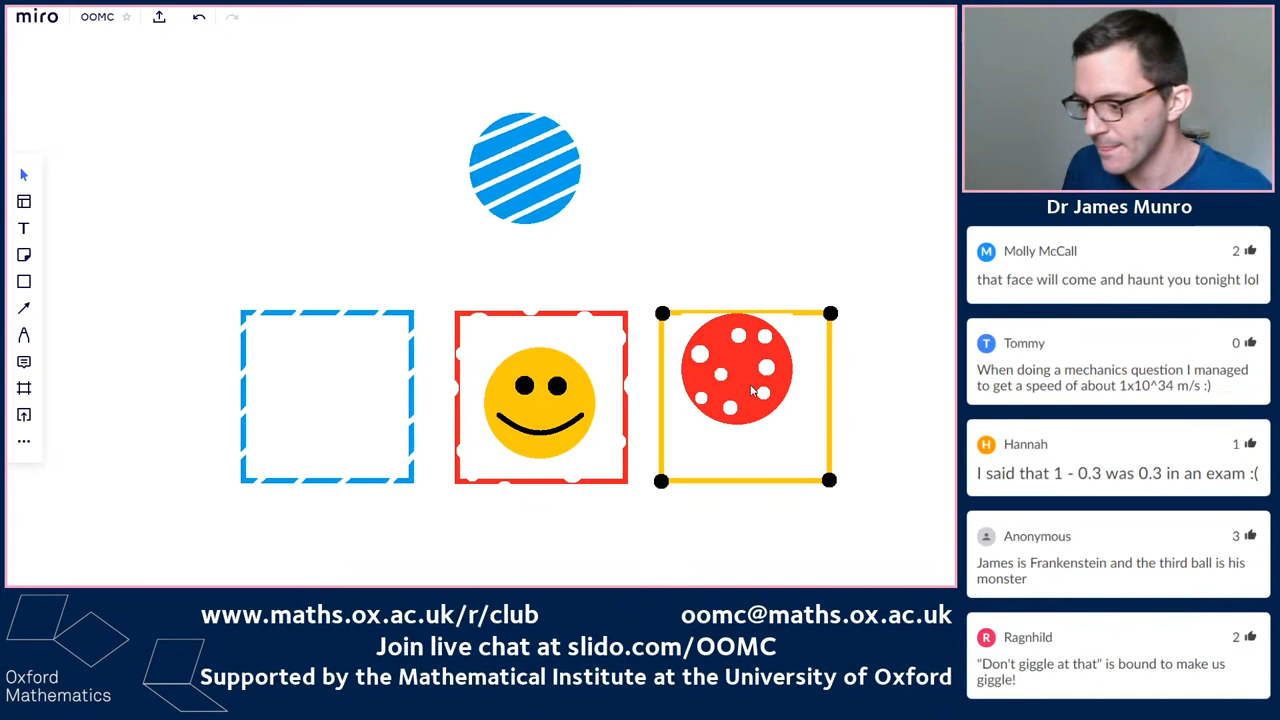 miro
OOMC
T
Dr James Munro
M Molly McCall 2
that face will come and haunt you tonight lol
T Tommy 0
When doing a mechanics question I managed
to get a speed of about 1x10^34 m/s :)
H Hannah 1
I said that 1 - 0.3 was 0.3 in an exam :(
Anonymous 3
James is Frankenstein and the third ball is his
monster
R Ragnhild 2
"Don't giggle at that" is bound to make us
giggle!
Oxford
Mathematics
www.maths.ox.ac.uk/r/club oomc@maths.ox.ac.uk
Join live chat at slido.com/OOMC
Supported by the Mathematical Institute at the University of Oxford